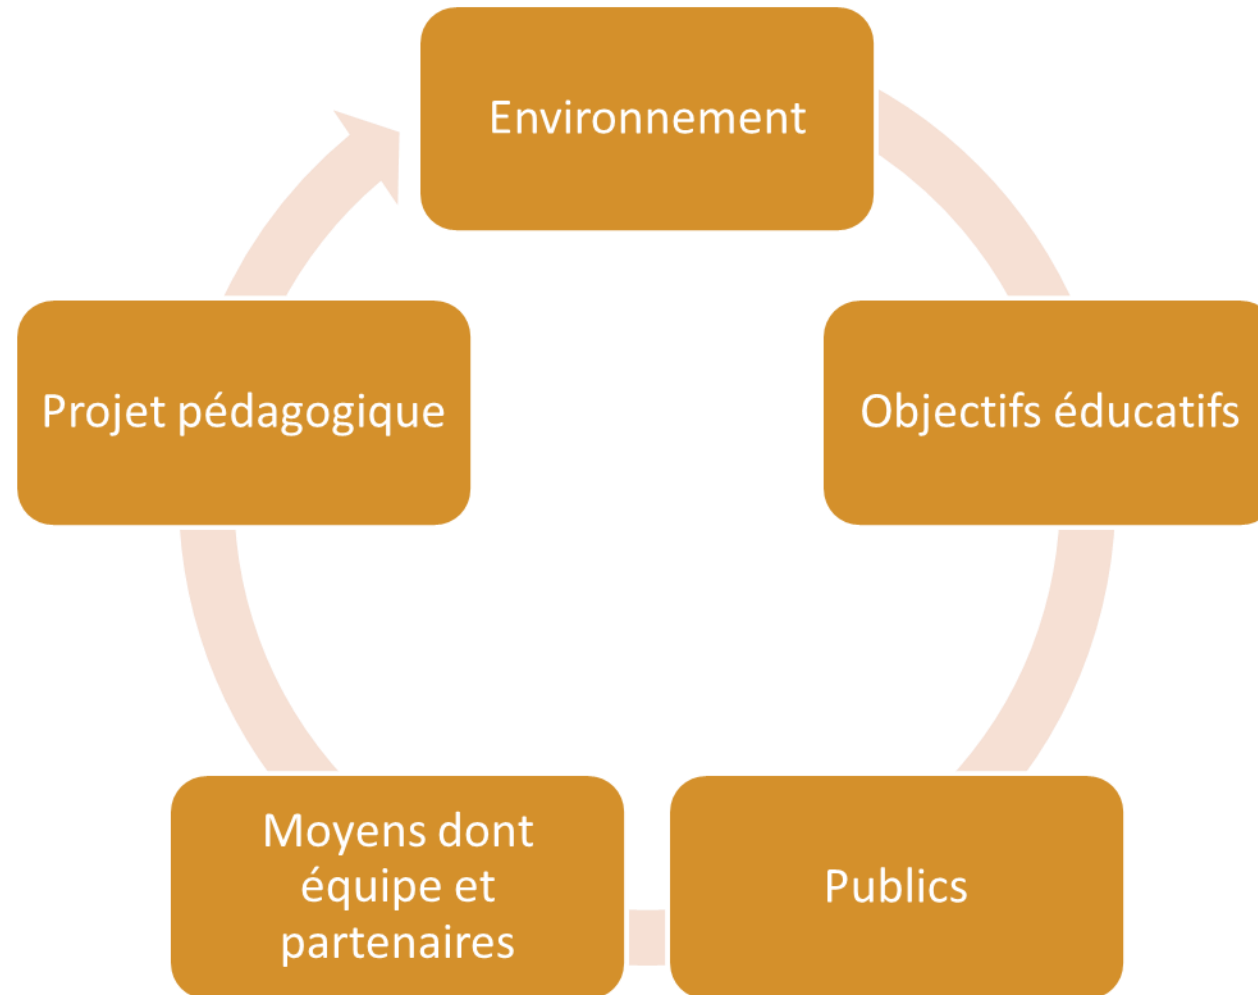 Environnement
Projet pédagogique
Objectifs éducatifs
Moyens dont
équipe et
partenaires
Publics